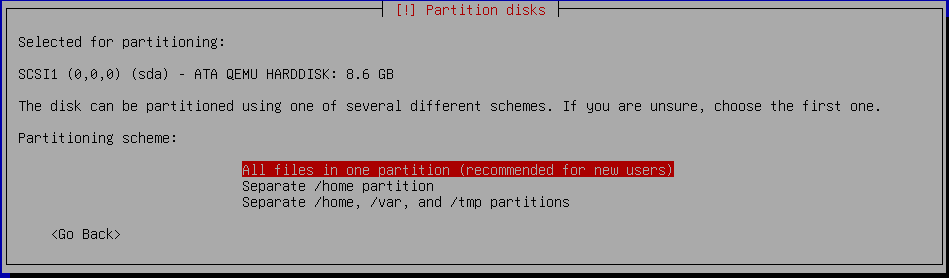 [!] Partition disks
Selected for partitioning:
SCSI1 (0,0,0) (sda) - ATA QEMU HARDDISK: 8.6 GB
The disk can be partitioned using one of several different schemes. If you are unsure, choose the first one.
Partitioning scheme:
All files in one partition (recommended for new users)
Separate /home partition
Separate /home, /var, and /tmp partitions
<Go Back>